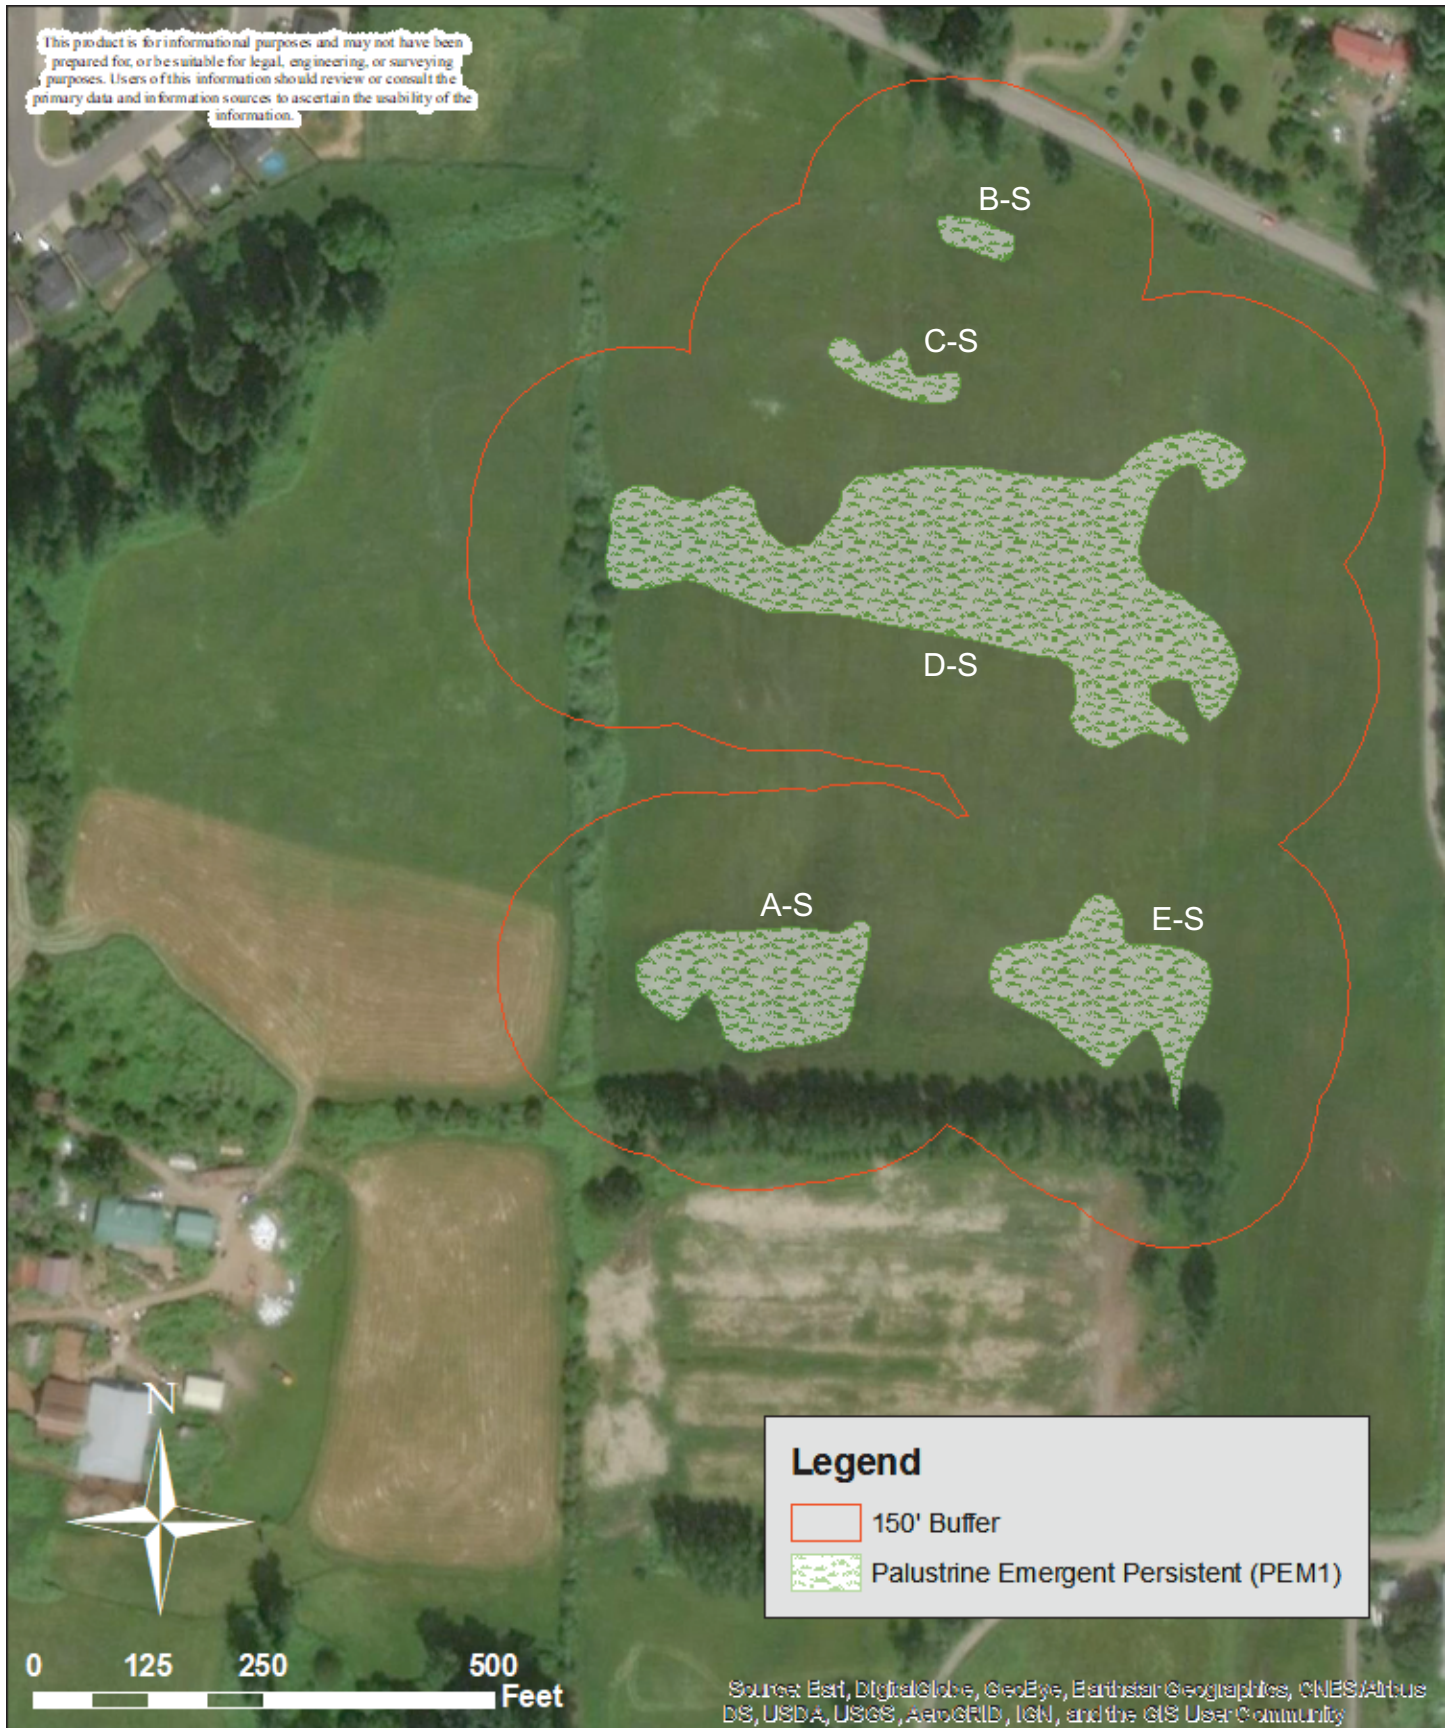 This product is for informational purposes and may not have been
prepared for, or be suitable for legal, engineering, or surveying
purposes. Users of this information should review or consult the
primary data and information sources to ascertain the usability of the
information.
B-S
C-S
D-S
A-S
E-S
N
Legend
150' Buffer
Palustrine Emergent Persistent (PEM1)
0 125 250 500
Feet
Source: Esri, DigitalGlobe, GeoEye, Earthstar Geographics, CNES/Airbus
DS, USDA, USGS, AeroGRID, IGN, and the GIS User Community